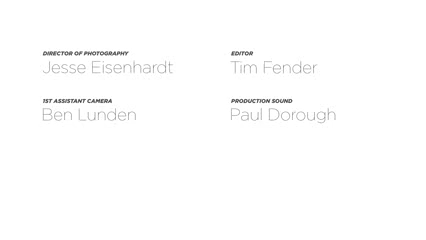 DIRECTOR OF PHOTOGRAPHY
Jesse Eisenhardt
EDITOR
Tim Fender
1ST ASSISTANT CAMERA
Ben Lunden
PRODUCTION SOUND
Paul Dorough